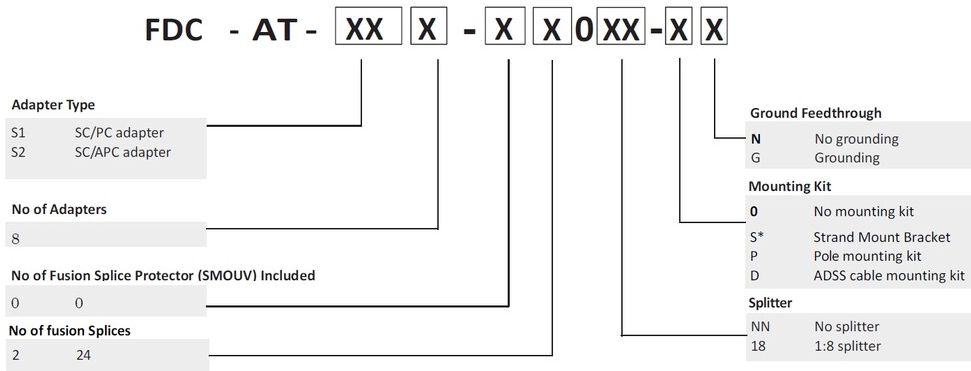 FDC - AT - XX X - X X 0 XX - X X
Adapter Type
S1 SC/PC adapter
S2 SC/APC adapter
No of Adapters
8
No of Fusion Splice Protector (SMOUV) Included
0 0
No of fusion Splices
2 24
Ground Feedthrough
N No grounding
G Grounding
Mounting Kit
0 No mounting kit
S* Strand Mount Bracket
P Pole mounting kit
D ADSS cable mounting kit
Splitter
NN No splitter
18 1:8 splitter